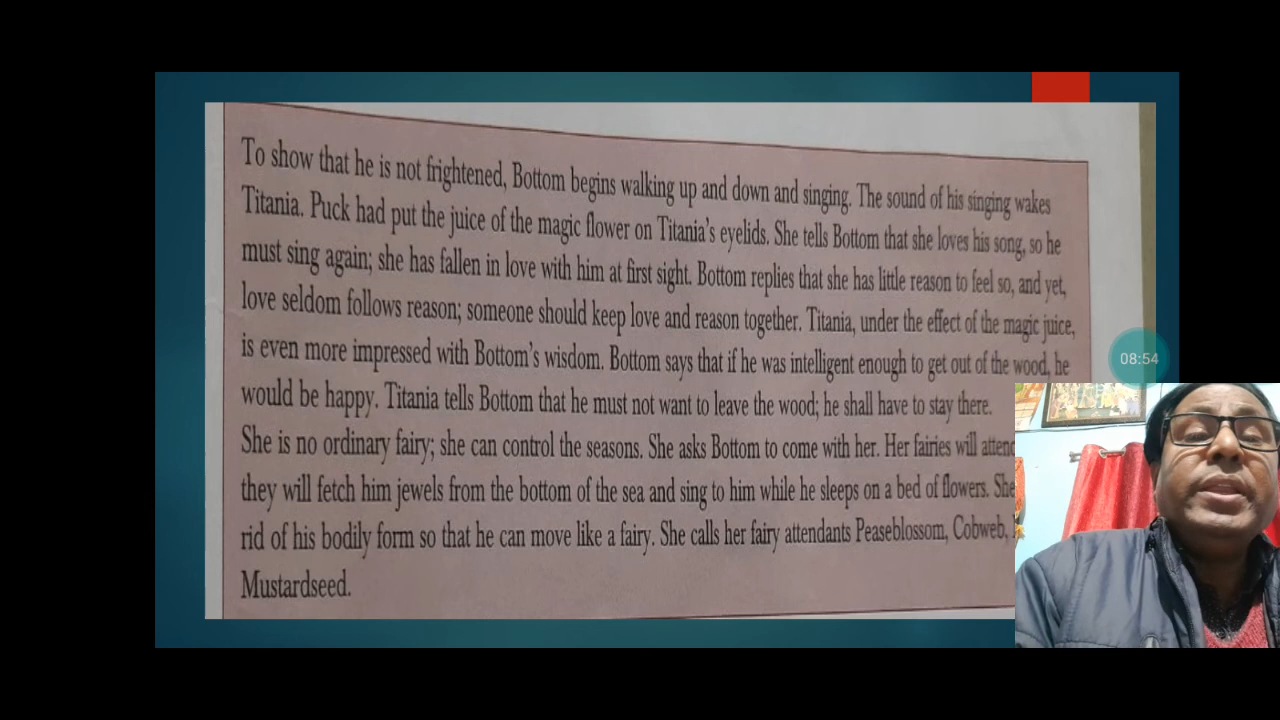 To show that he is not frightened, Bottom begins walking up and down and singing. The sound of his singing wakes
Titania. Puck had put the juice of the magic flower on Titania's eyelids. She tells Bottom that she loves his song, so he
must sing again; she has fallen in love with him at first sight. Bottom replies that she has little reason to feel so, and yet,
love seldom follows reason; someone should keep love and reason together. Titania, under the effect of the magic juice,
is even more impressed with Bottom's wisdom. Bottom says that if he was intelligent enough to get out of the wood, he
would be happy. Titania tells Bottom that he must not want to leave the wood; he shall have to stay there.
She is no ordinary fairy; she can control the seasons. She asks Bottom to come with her. Her fairies will
they will fetch him jewels from the bottom of the sea and sing to him while he sleeps on a bed of flowers. She
rid of his bodily form so that he can move like a fairy. She calls her fairy attendants Peaseblossom, Cobweb,
Mustardseed.
08:54